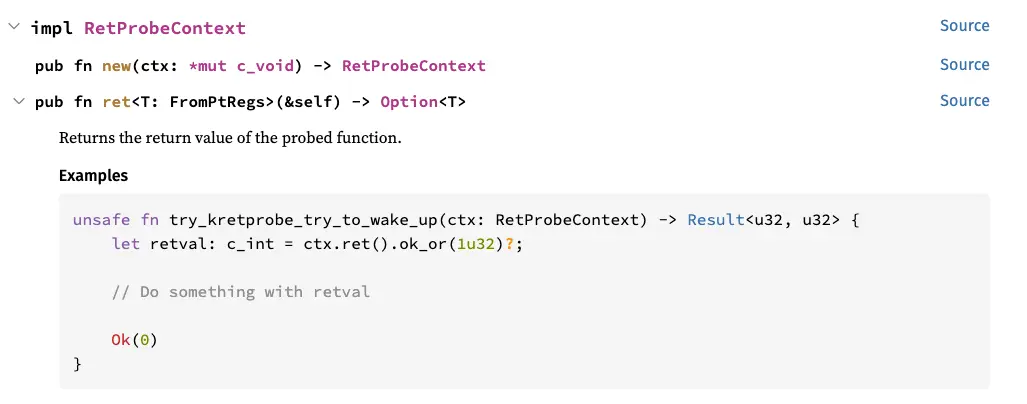 impl RetProbeContext Source
pub fn new(ctx: *mut c_void) -> RetProbeContext Source
pub fn ret<T: FromPtRegs>(&self) -> Option<T> Source
Returns the return value of the probed function.
Examples
unsafe fn try_kretprobe_try_to_wake_up(ctx: RetProbeContext) -> Result<u32, u32> {
    let retval: c_int = ctx.ret().ok_or(1u32)?;
    // Do something with retval
    Ok(0)
}